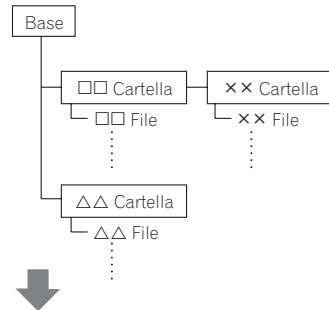 Base
□□ Cartella
×× Cartella
□□ File
×× File
△△ Cartella
△△ File